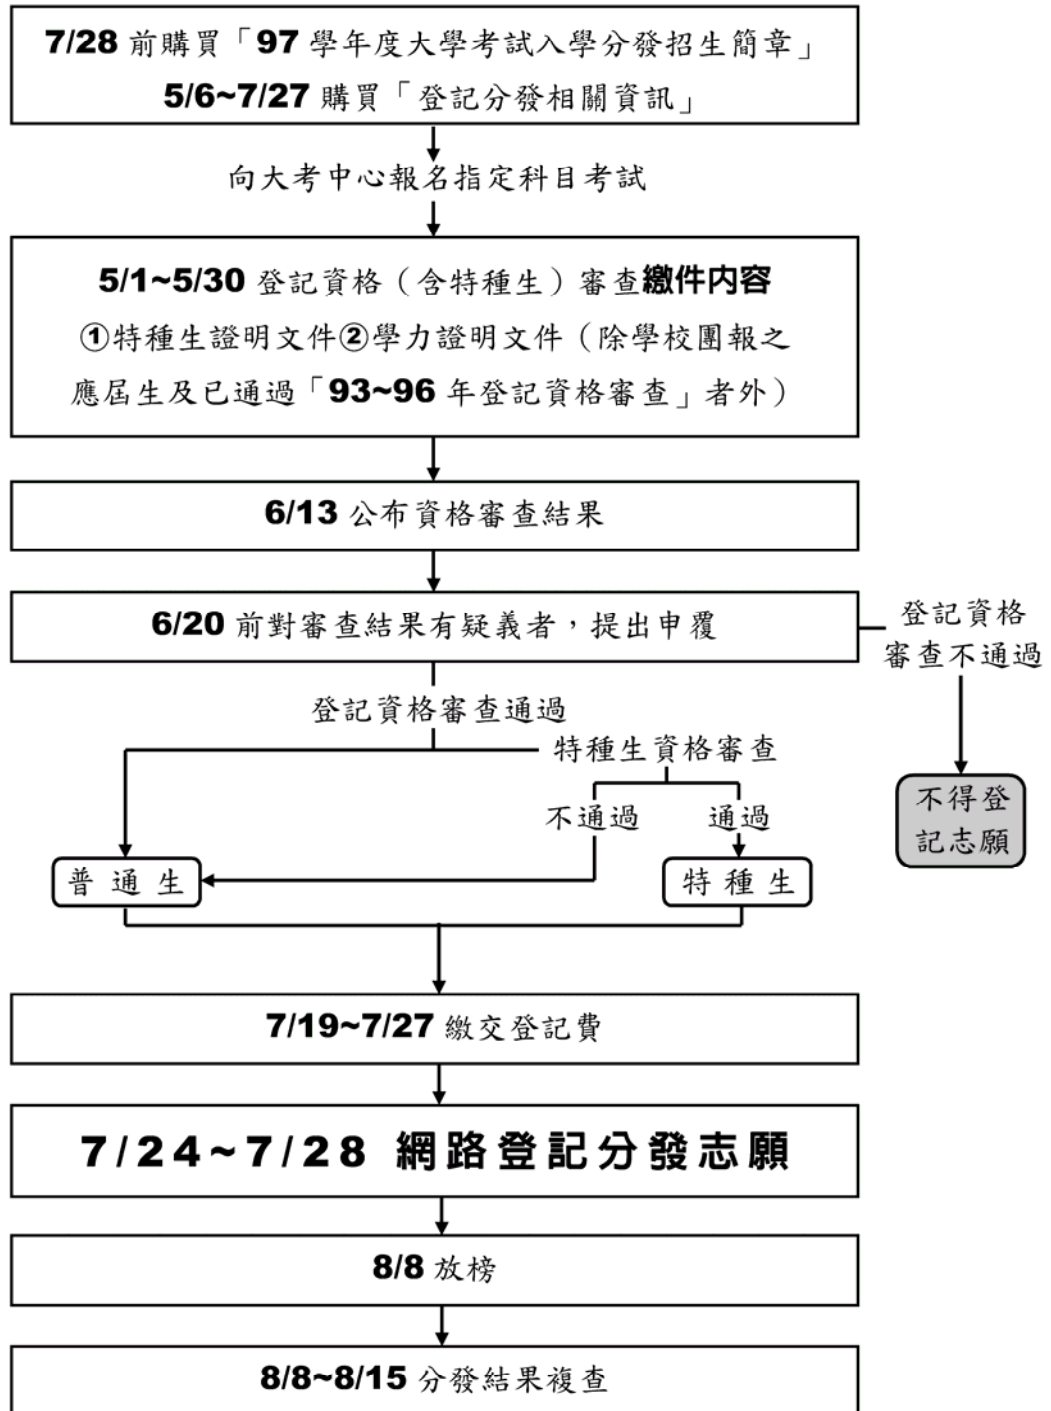 7/28 前購買「97 學年度大學考試入學分發招生簡章」
5/6~7/27 購買「登記分發相關資訊」
向大考中心報名指定科目考試
5/1~5/30 登記資格（含特種生）審查繳件內容
①特種生證明文件②學力證明文件（除學校團報之
應屆生及已通過「93~96 年登記資格審查」者外）
6/13 公布資格審查結果
6/20 前對審查結果有疑義者，提出申覆
登記資格
審查不通過
登記資格審查通過
特種生資格審查
不通過
通過
不得登
記志願
普通生
特種生
7/19~7/27 繳交登記費
7/24~7/28 網路登記分發志願
8/8 放榜
8/8~8/15 分發結果複查